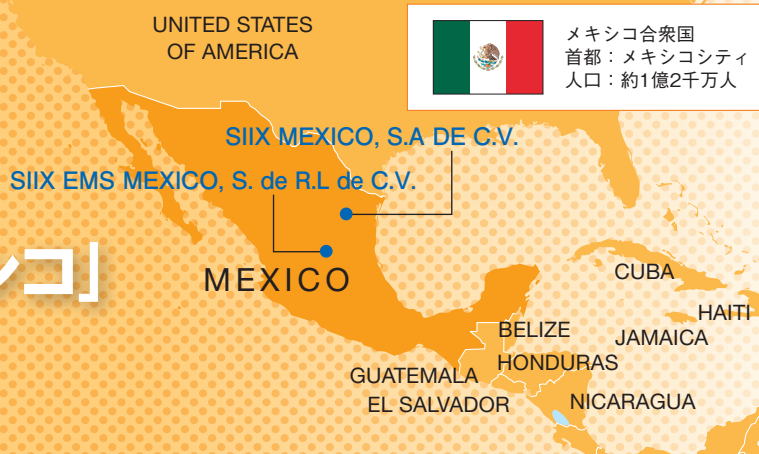 UNITED STATES
OF AMERICA
メキシコ合衆国
首都：メキシコシティ
人口：約1億2千万人
SIIX MEXICO, S.A DE C.V.
SIIX EMS MEXICO, S. de R.L de C.V.
コ」
MEXICO
CUBA
HAITI
JAMAICA
BELIZE
HONDURAS
GUATEMALA
EL SALVADOR
NICARAGUA